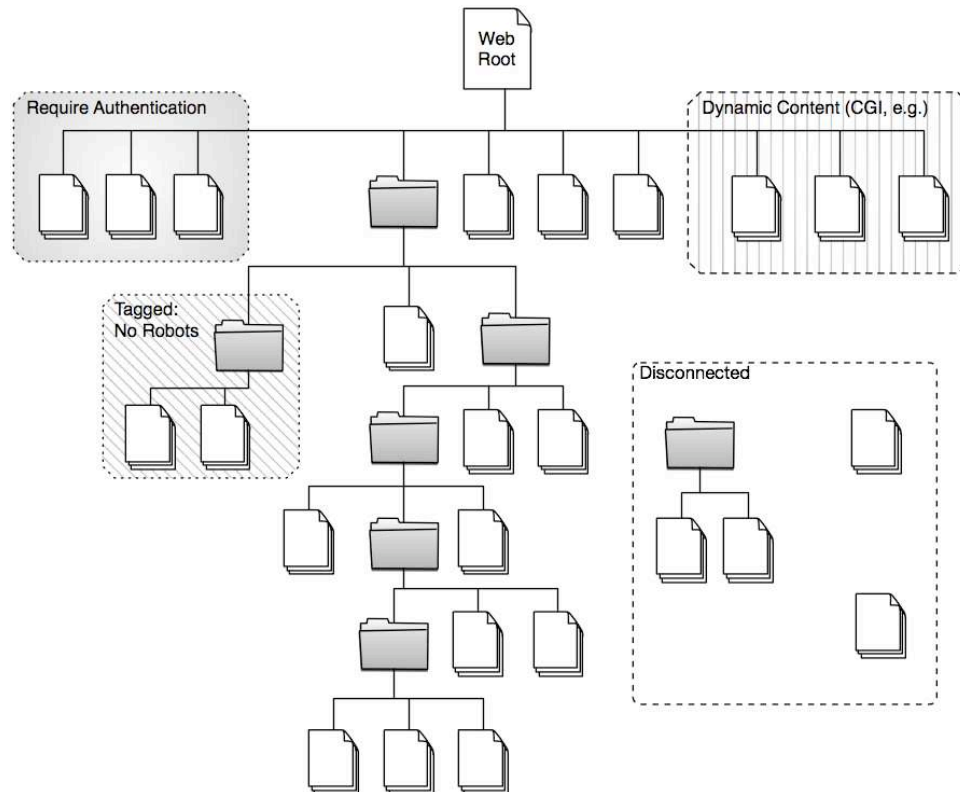 Web
Root
Require Authentication
Dynamic Content (CGI, e.g.)
Tagged:
No Robots
Disconnected